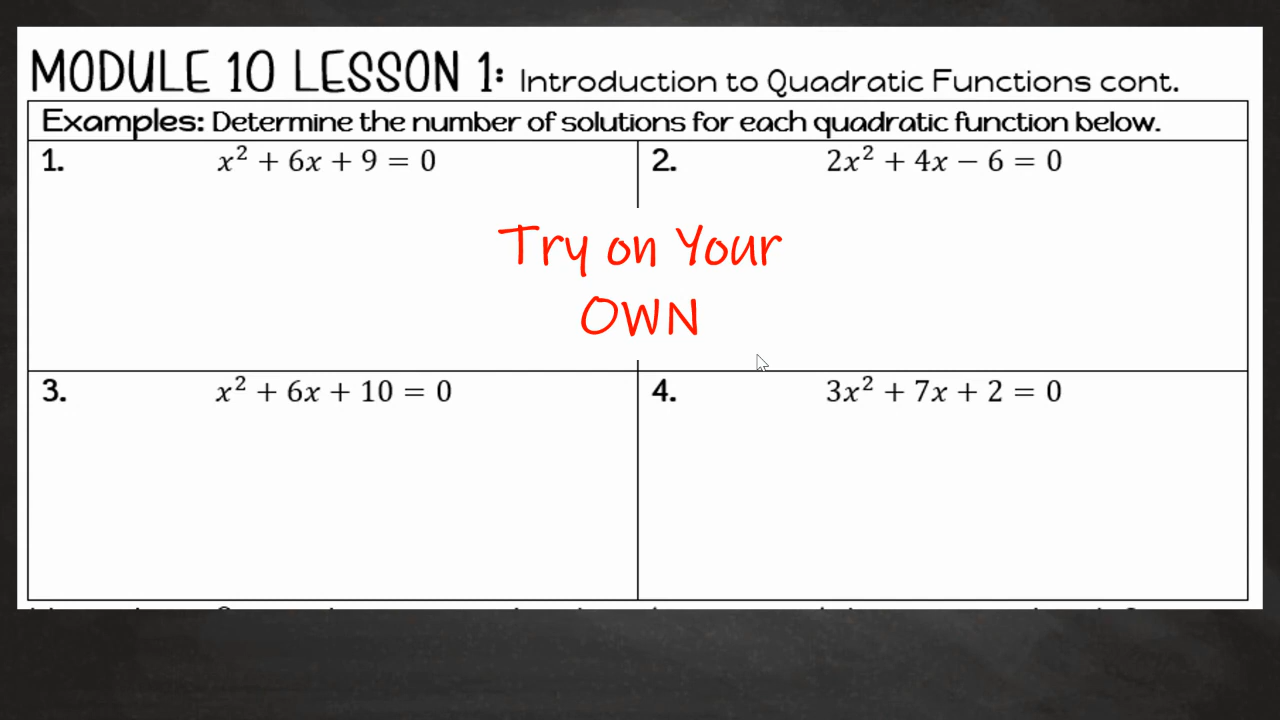 MODULE 10 LESSON 1: Introduction to Quadratic Functions cont.
Examples: Determine the number of solutions for each quadratic function below.
1. x² + 6x + 9 = 0
2. 2x² + 4x − 6 = 0
Try on Your
OWN
3. x² + 6x + 10 = 0
4. 3x² + 7x + 2 = 0